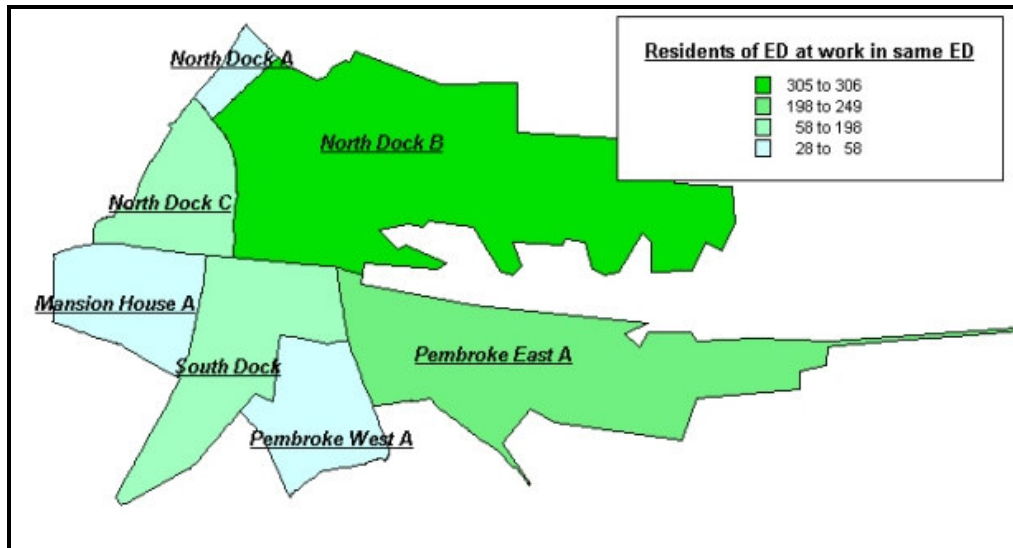 Residents of ED at work in same ED
305 to 306
198 to 249
58 to 198
28 to 58
North Dock A
North Dock B
North Dock C
Mansion House A
South Dock
Pembroke East A
Pembroke West A